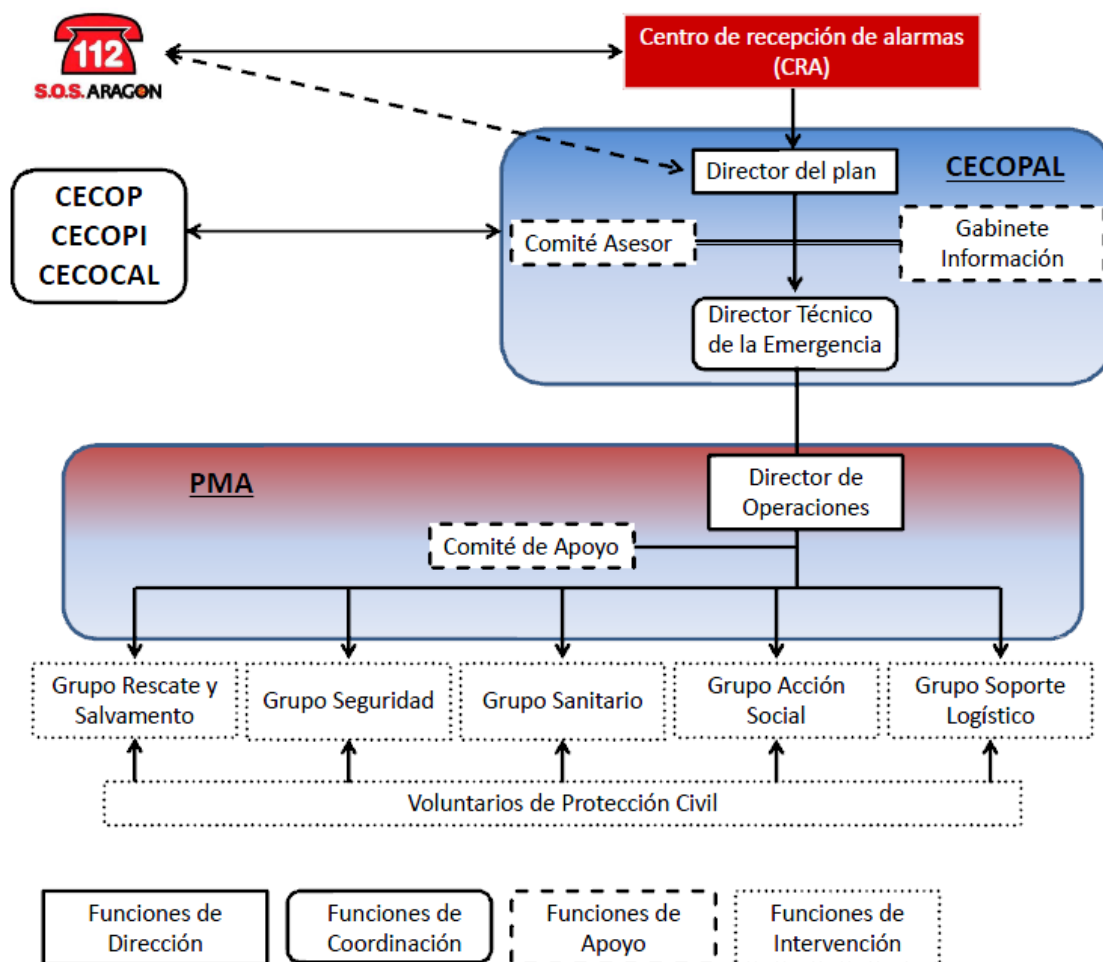 112
S.O.S. ARAGON
Centro de recepción de alarmas
(CRA)
CECOPAL
Director del plan
CECOP
CECOPI
CECOCAL
Comité Asesor
Gabinete
Información
Director Técnico
de la Emergencia
PMA
Director de
Operaciones
Comité de Apoyo
Grupo Rescate y
Salvamento
Grupo Seguridad
Grupo Sanitario
Grupo Acción
Social
Grupo Soporte
Logístico
Voluntarios de Protección Civil
Funciones de
Dirección
Funciones de
Coordinación
Funciones de
Apoyo
Funciones de
Intervención